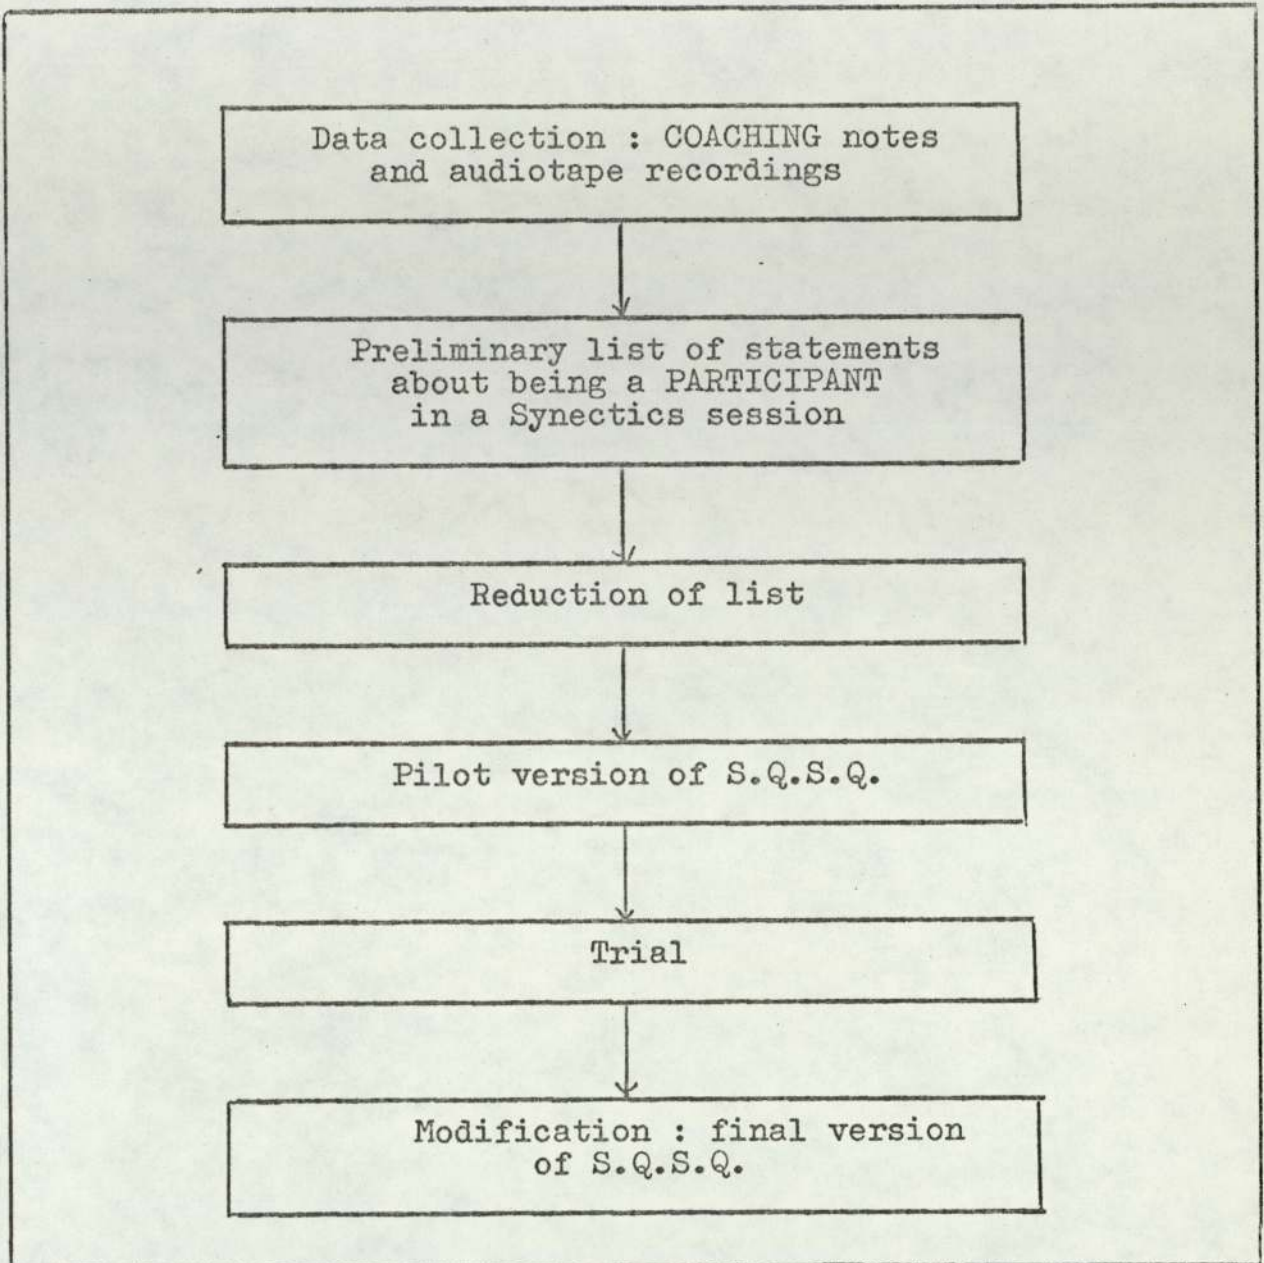 Data collection : COACHING notes
and audiotape recordings
Preliminary list of statements
about being a PARTICIPANT
in a Synectics session
Reduction of list
Pilot version of S.Q.S.Q.
Trial
Modification : final version
of S.Q.S.Q.